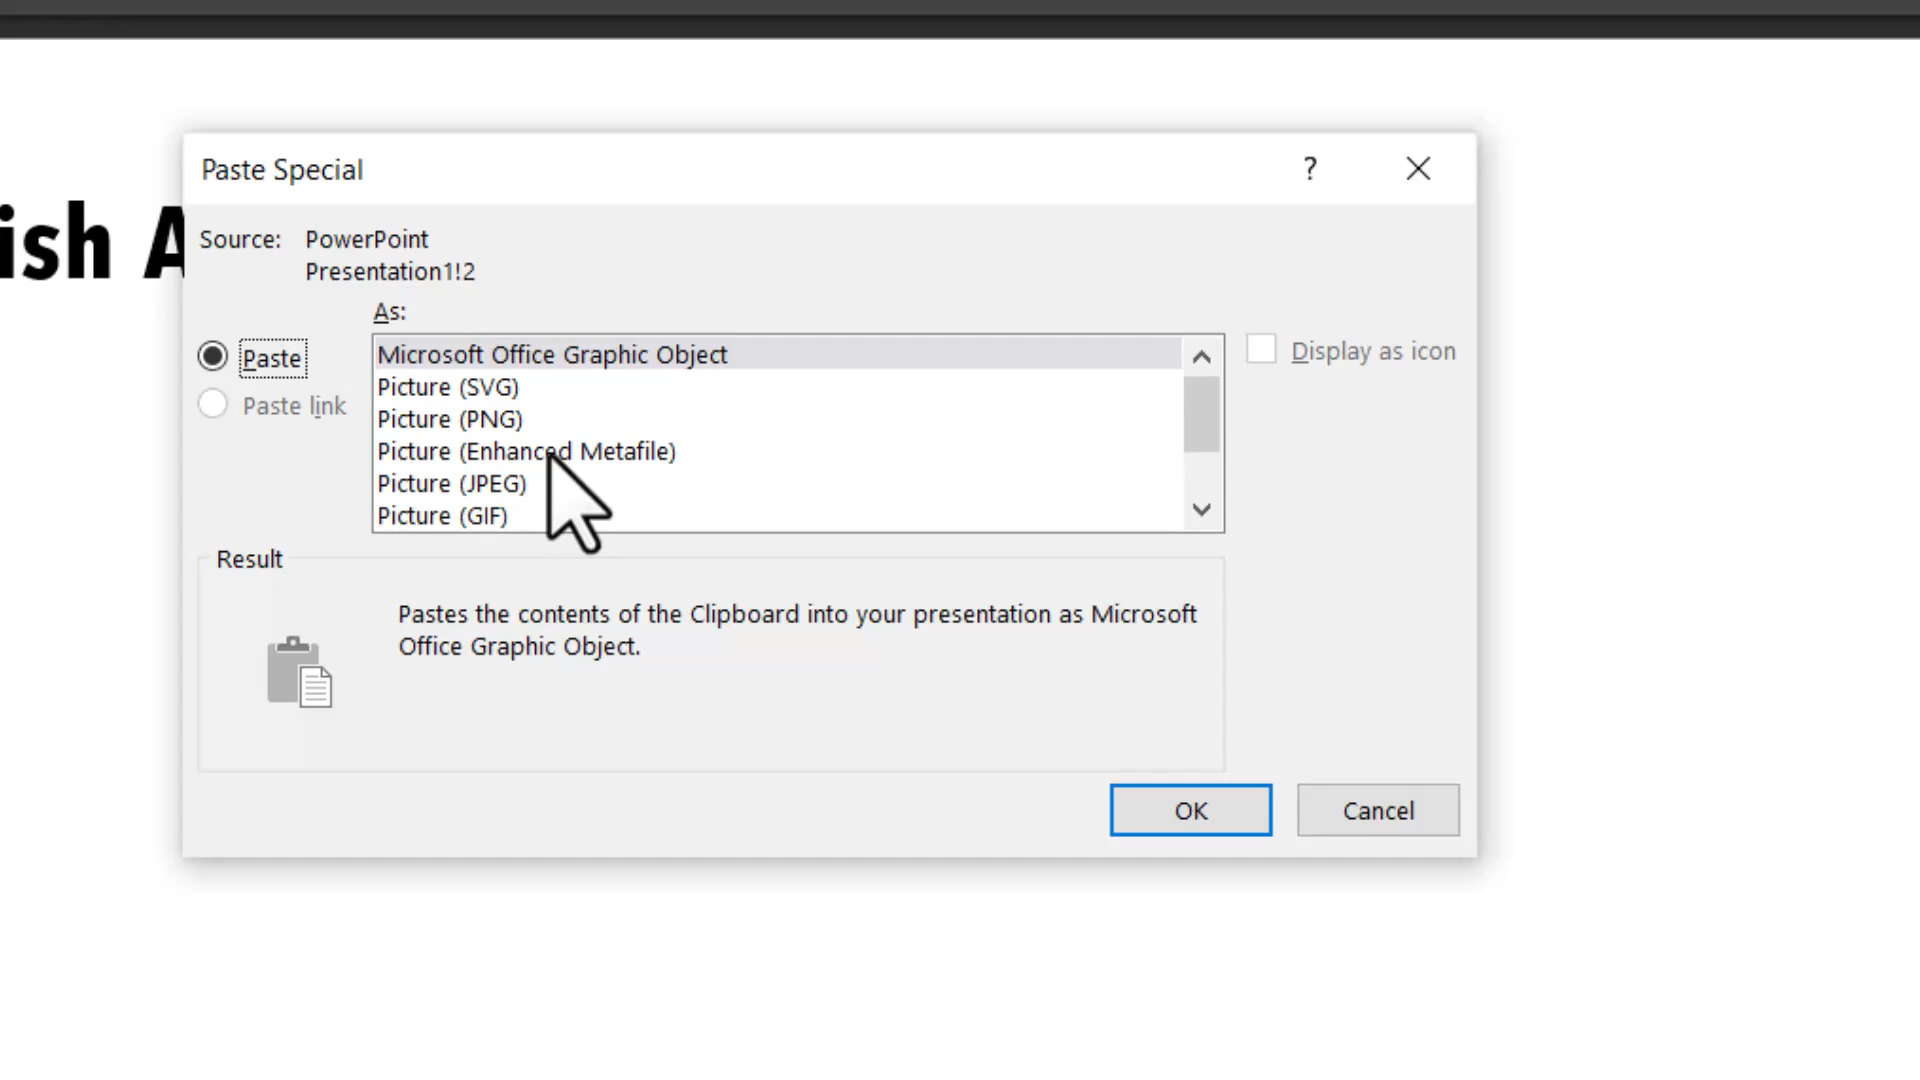 Paste Special
ish A
Source: PowerPoint
Presentation1!2
As:
Paste
Paste link
Microsoft Office Graphic Object
Picture (SVG)
Picture (PNG)
Picture (Enhanced Metafile)
Picture (JPEG)
Picture (GIF)
Display as icon
Result
Pastes the contents of the Clipboard into your presentation as Microsoft
Office Graphic Object.
OK
Cancel